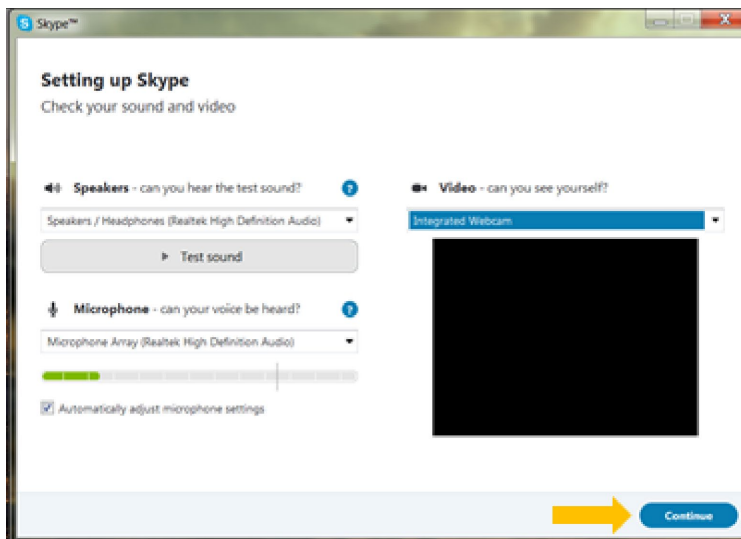 Skype™
Setting up Skype
Check your sound and video
Speakers - can you hear the test sound?
Speakers / Headphones (Realtek High Definition Audio)
Test sound
Microphone - can your voice be heard?
Microphone Array (Realtek High Definition Audio)
Automatically adjust microphone settings
Video - can you see yourself?
Integrated Webcam
Continue